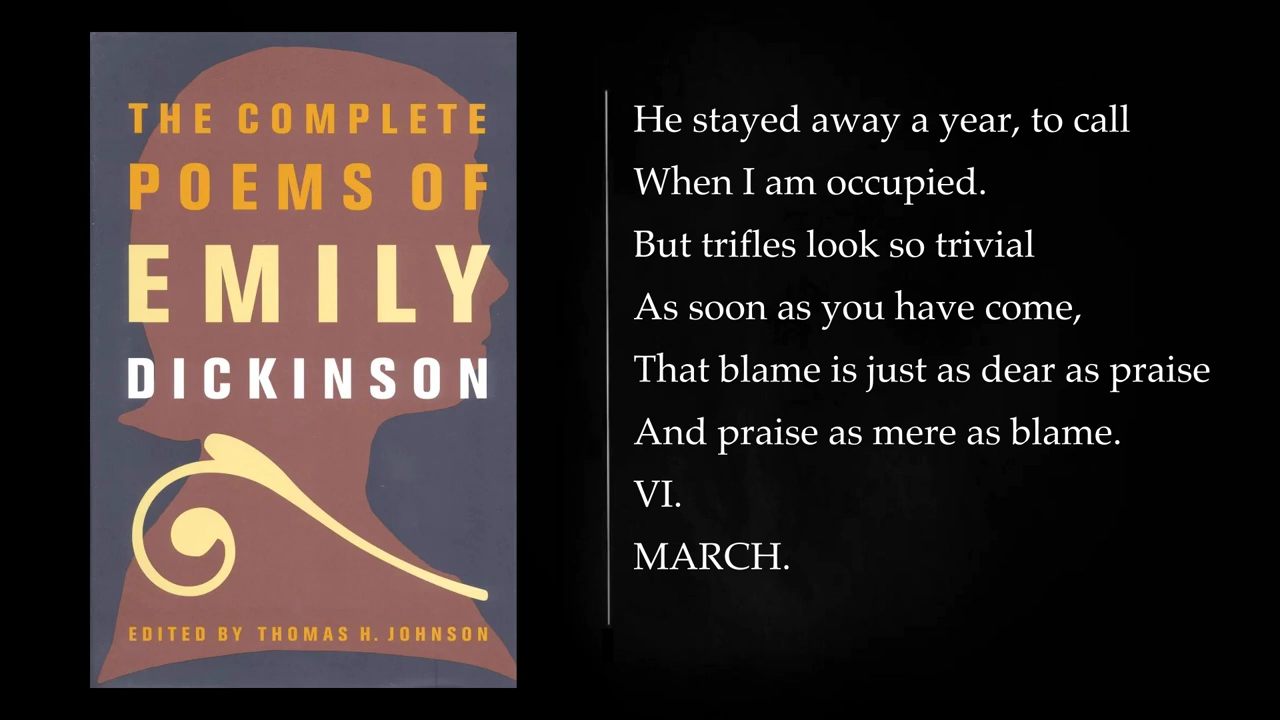 THE COMPLETE
POEMS OF
EMILY
DICKINSON
EDITED BY THOMAS H. JOHNSON
He stayed away a year, to call
When I am occupied.
But trifles look so trivial
As soon as you have come,
That blame is just as dear as praise
And praise as mere as blame.
VI.
MARCH.